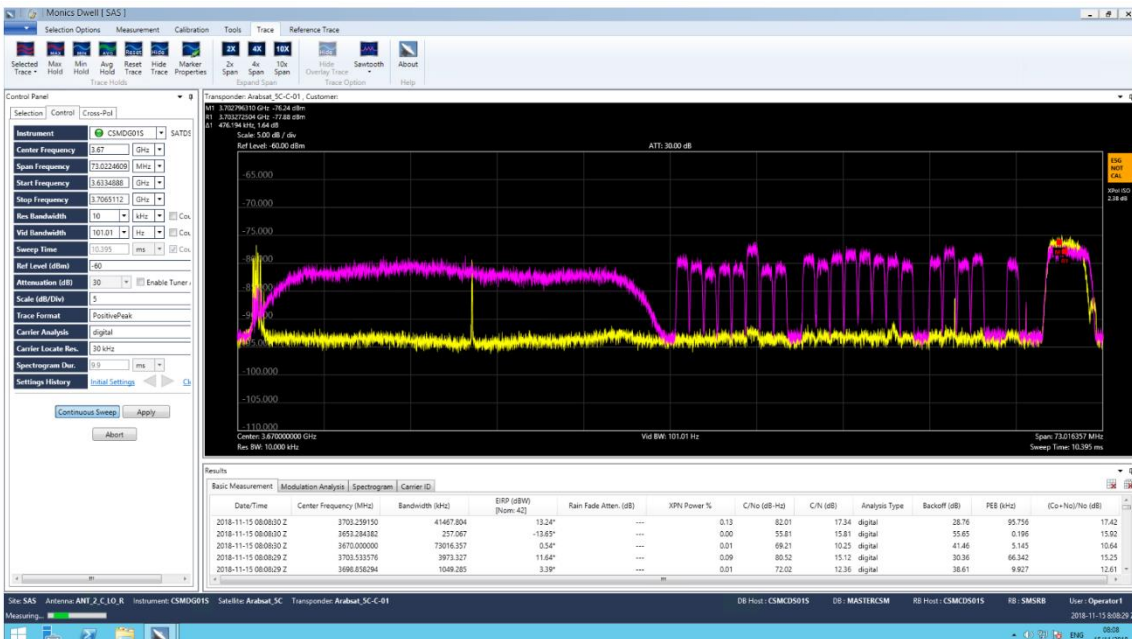 Monics Dwell [ SAS ]
Selection Options Measurement Calibration Tools Trace Reference Trace
MAX MIN AVG Reset Hide 2X 4X 10X Hide
Selected Trace Max Hold Min Hold Avg Hold Reset Trace Hide Trace Marker Properties 2x Span 4x Span 10x Span Hide Overlay Trace Sawtooth About
Trace Holds Expand Span Trace Option Help
Control Panel
Selection Control Cross-Pol
Instrument CSMDG01S SATDS
Center Frequency 3.67 GHz
Span Frequency 73.0224609 MHz
Start Frequency 3.6334888 GHz
Stop Frequency 3.7065112 GHz
Res Bandwidth 10 kHz Cou
Vid Bandwidth 101.01 Hz Cou
Sweep Time 10.395 ms Cou
Ref Level (dBm) -60
Attenuation (dB) 30 Enable Tuner
Scale (dB/Div) 5
Trace Format PositivePeak
Carrier Analysis digital
Carrier Locate Res. 30 kHz
Spectrogram Dur. 9.9 ms
Settings History Initial Settings
Continuous Sweep Apply
Abort
Transponder: Arabsat_5C-C-01 , Customer:
M1 3.702796310 GHz -76.24 dBm
R1 3.703272504 GHz -77.88 dBm
Δ1 476.194 kHz, 1.64 dB
Scale: 5.00 dB / div
Ref Level: -60.00 dBm ATT: 30.00 dB
ESG NOT CAL
XPol ISO
2.38 dB
-65.000
-70.000
-75.000
-100.000
-105.000
-110.000
Center: 3.670000000 GHz Vid BW: 101.01 Hz Span: 73.016357 MHz
Res BW: 10.000 kHz Sweep Time: 10.395 ms
Results
Basic Measurement Modulation Analysis Spectrogram Carrier ID
Date/Time Center Frequency (MHz) Bandwidth (kHz) EIRP (dBW) [Nom: 42] Rain Fade Atten. (dB) XPN Power % C/No (dB-Hz) C/N (dB) Analysis Type Backoff (dB) PEB (kHz) (Co+No)/No (dB)
2018-11-15 08:08:30 Z 3703.259150 41467.804 13.24* --- 0.13 82.01 17.34 digital 28.76 95.756 17.42
2018-11-15 08:08:30 Z 3653.284382 257.067 -13.65* --- 0.00 55.81 15.81 digital 55.65 0.196 15.92
2018-11-15 08:08:30 Z 3670.000000 73016.357 0.54* --- 0.01 69.21 10.25 digital 41.46 5.145 10.64
2018-11-15 08:08:29 Z 3703.533576 3973.327 11.64* --- 0.09 80.52 15.12 digital 30.36 66.342 15.25
2018-11-15 08:08:29 Z 3698.858294 1049.285 3.39* --- 0.01 72.02 12.36 digital 38.61 9.927 12.61
Site: SAS Antenna: ANT_2_C_LO_R Instrument: CSMDG01S Satellite: Arabsat_5C Transponder: Arabsat_5C-C-01 DB Host : CSMCDS01S DB : MASTERCSM RB Host : CSMCDS01S RB : SMSRB User : Operator1
Measuring... 2018-11-15 8:08:29 Z
ENG 08:08